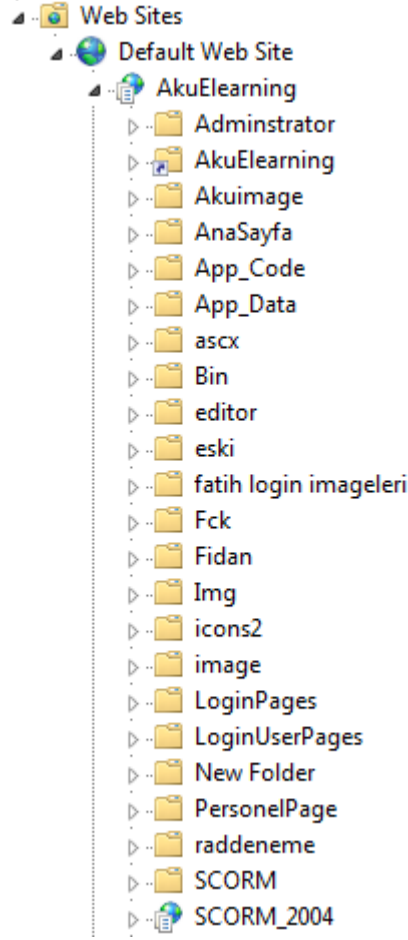 Web Sites
Default Web Site
AkuElearning
Adminstrator
AkuElearning
Akuimage
AnaSayfa
App_Code
App_Data
ascx
Bin
editor
eski
fatih login imageleri
Fck
Fidan
Img
icons2
image
LoginPages
LoginUserPages
New Folder
PersonelPage
raddeneme
SCORM
SCORM_2004